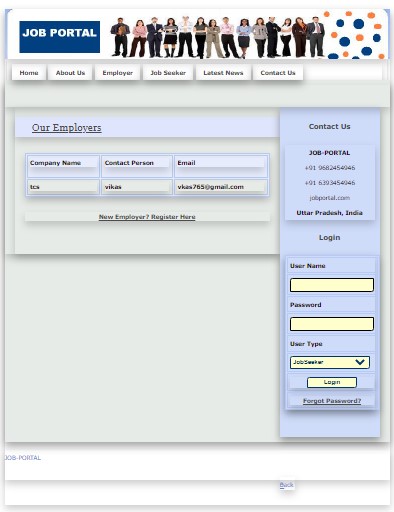 JOB PORTAL
Home About Us Employer Job Seeker Latest News Contact Us
Our Employers
Company Name Contact Person Email
tcs vikas vkas765@gmail.com
New Employer? Register Here
Contact Us
JOB-PORTAL
+91 9682454946
+91 6393454946
jobportal.com
Uttar Pradesh, India
Login
User Name
Password
User Type
JobSeeker
Login
Forgot Password?
JOB-PORTAL
Back